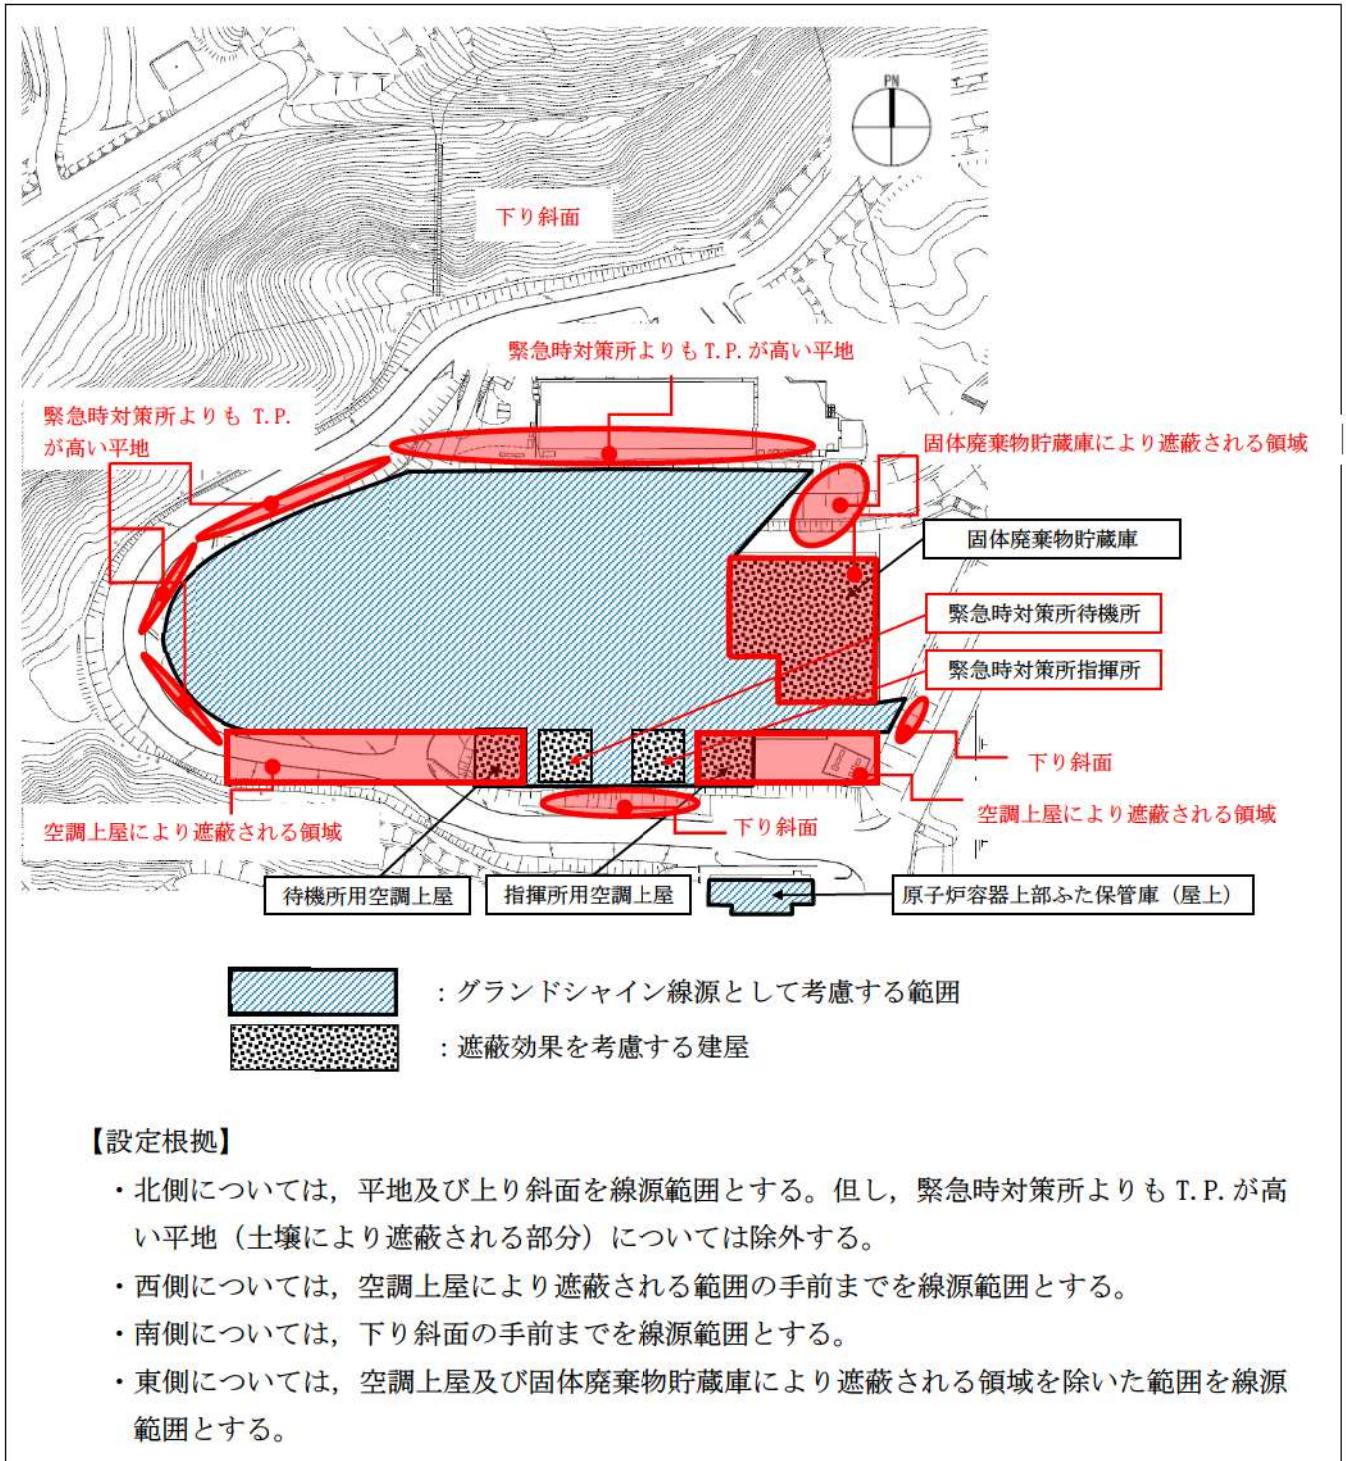 PN
下り斜面
緊急時対策所よりも T.P.が高い平地
緊急時対策所よりも T.P.
が高い平地
固体廃棄物貯蔵庫により遮蔽される領域
固体廃棄物貯蔵庫
緊急時対策所待機所
緊急時対策所指揮所
下り斜面
空調上屋により遮蔽される領域
空調上屋により遮蔽される領域
下り斜面
待機所用空調上屋
指揮所用空調上屋
原子炉容器上部ふた保管庫（屋上）
：グランドシャイン線源として考慮する範囲
：遮蔽効果を考慮する建屋
【設定根拠】
・北側については，平地及び上り斜面を線源範囲とする。但し，緊急時対策所よりも T.P.が高
い平地（土壌により遮蔽される部分）については除外する。
・西側については，空調上屋により遮蔽される範囲の手前までを線源範囲とする。
・南側については，下り斜面の手前までを線源範囲とする。
・東側については，空調上屋及び固体廃棄物貯蔵庫により遮蔽される領域を除いた範囲を線源
範囲とする。